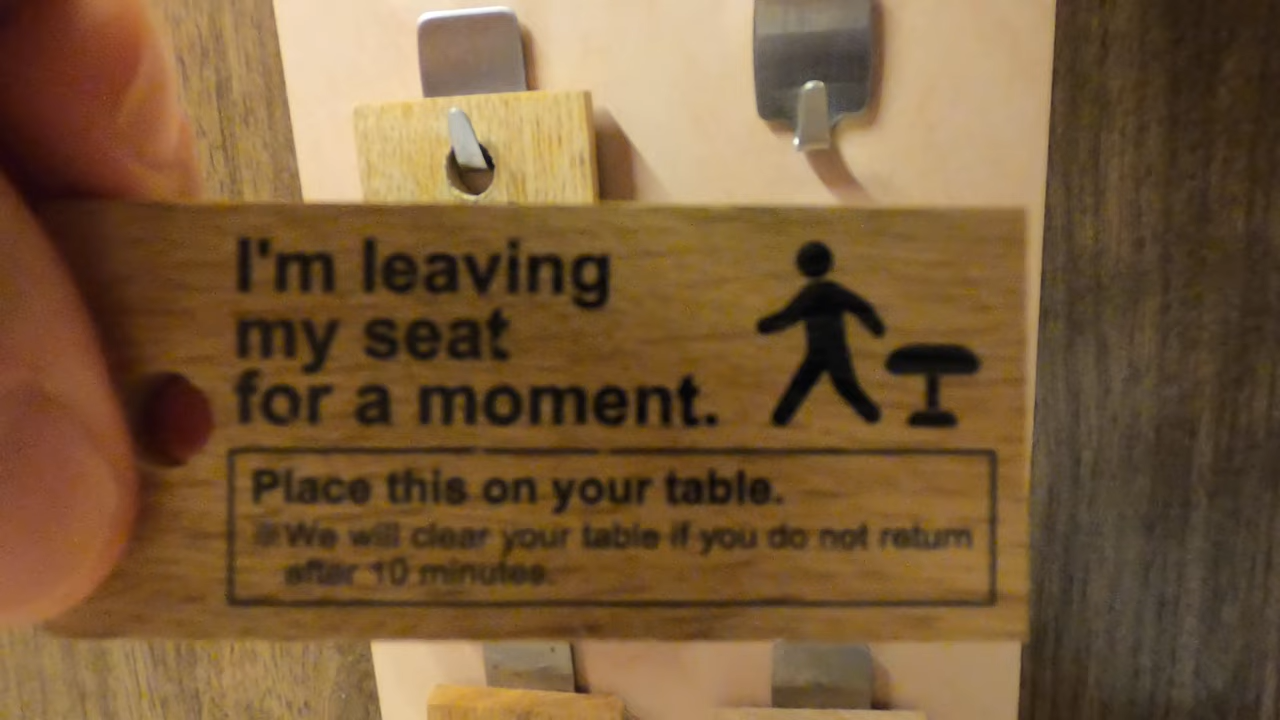 I'm leaving
my seat
for a moment.
Place this on your table.
※We will clear your table if you do not return
after 10 minutes.